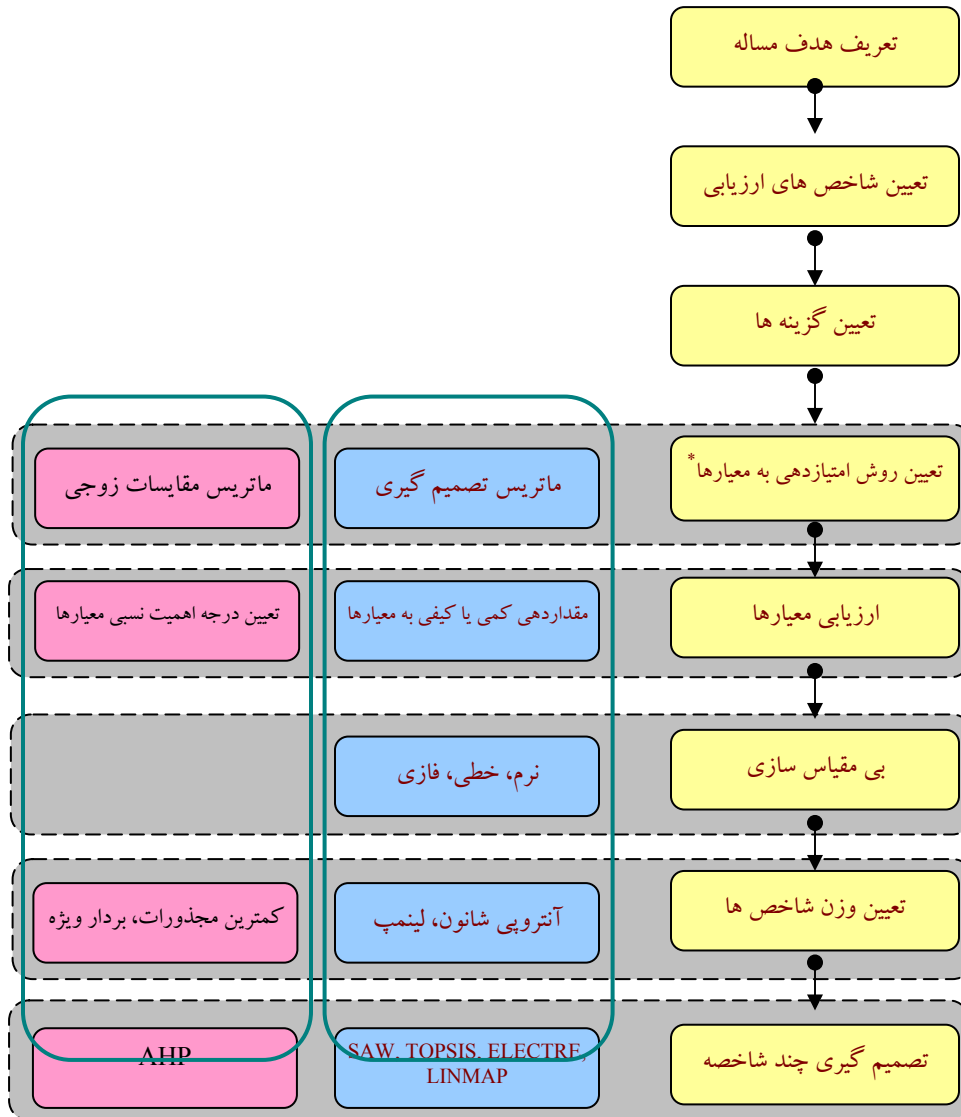 تعریف هدف مساله
تعیین شاخص های ارزیابی
تعیین گزینه ها
تعیین روش امتیازدهی به معیارها*
ماتریس تصمیم گیری
ماتریس مقایسات زوجی
ارزیابی معیارها
مقداردهی کمی یا کیفی به معیارها
تعیین درجه اهمیت نسبی معیارها
بی مقیاس سازی
نرم، خطی، فازی
تعیین وزن شاخص ها
آنتروپی شانون، لینمپ
کمترین مجذورات، بردار ویژه
تصمیم گیری چند شاخصه
SAW, TOPSIS, ELECTRE,
LINMAP
AHP